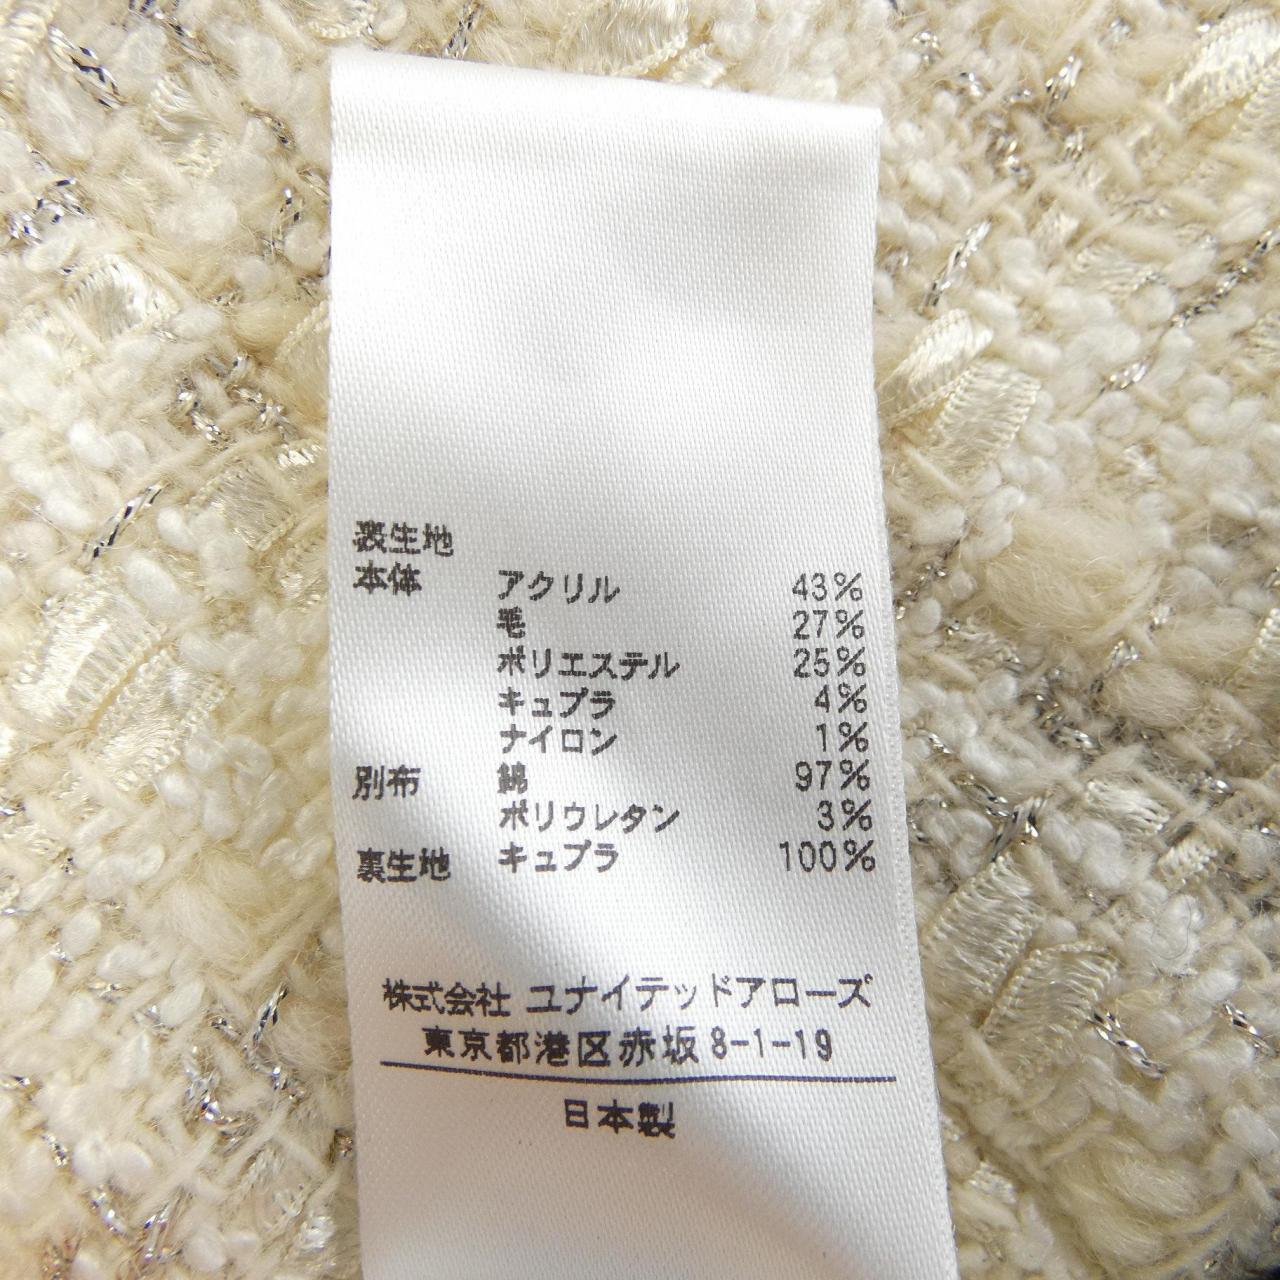 表生地
本体 アクリル 43%
毛 27%
ポリエステル 25%
キュプラ 4%
ナイロン 1%
別布 綿 97%
ポリウレタン 3%
裏生地 キュプラ 100%
株式会社 ユナイテッドアローズ
東京都港区赤坂 8-1-19
日本製